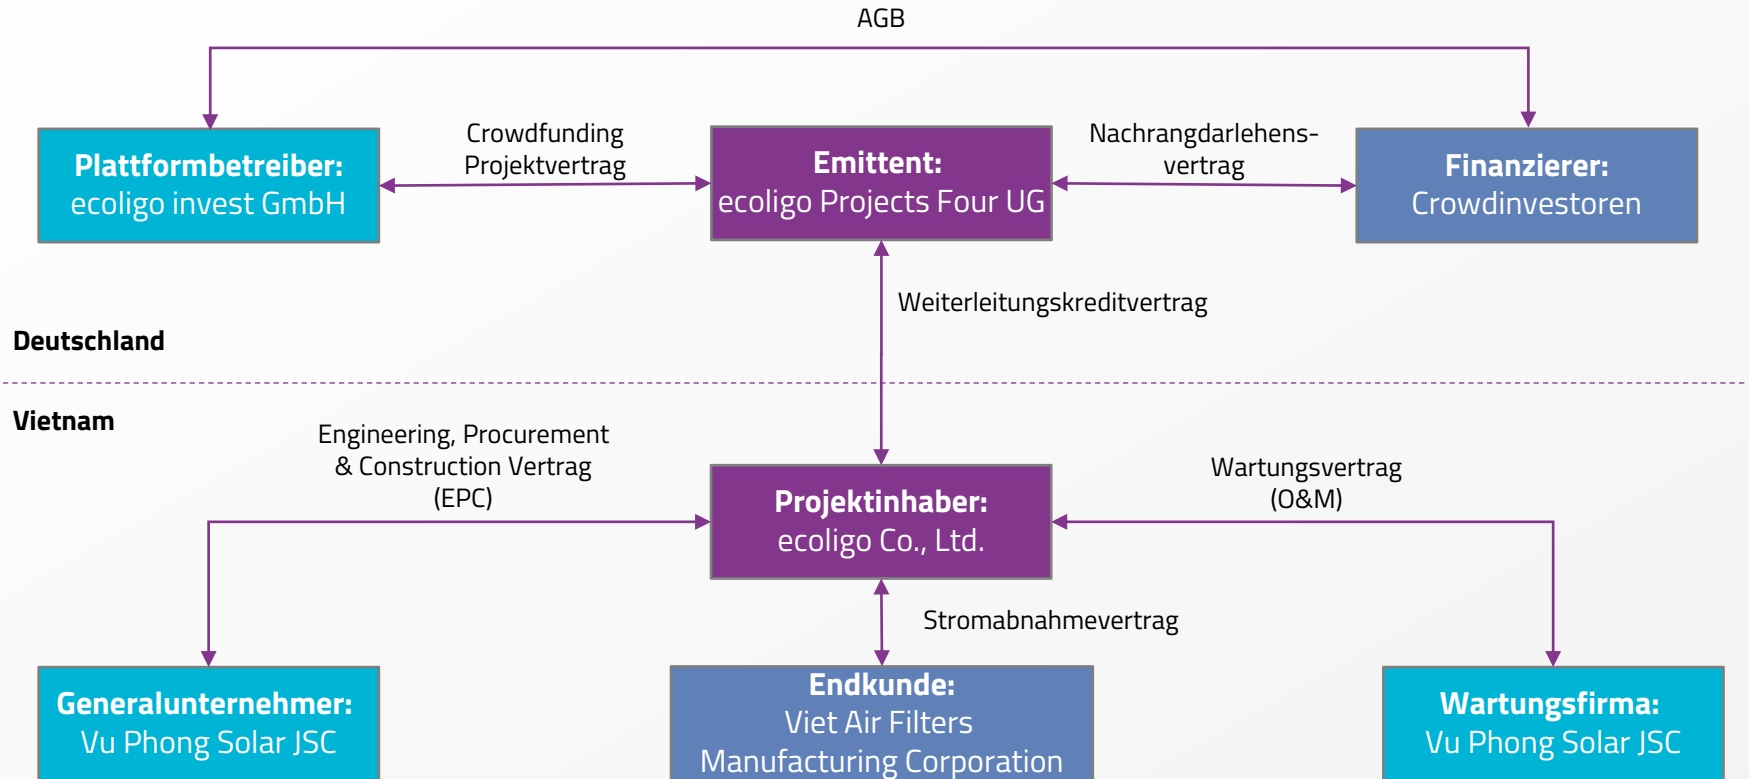 AGB
Plattformbetreiber:
ecoligo invest GmbH
Crowdfunding
Projektvertrag
Emittent:
ecoligo Projects Four UG
Nachrangdarlehens-
vertrag
Finanzierer:
Crowdinvestoren
Weiterleitungskreditvertrag
Deutschland
Vietnam
Engineering, Procurement
& Construction Vertrag
(EPC)
Projektinhaber:
ecoligo Co., Ltd.
Wartungsvertrag
(O&M)
Stromabnahmevertrag
Generalunternehmer:
Vu Phong Solar JSC
Endkunde:
Viet Air Filters
Manufacturing Corporation
Wartungsfirma:
Vu Phong Solar JSC